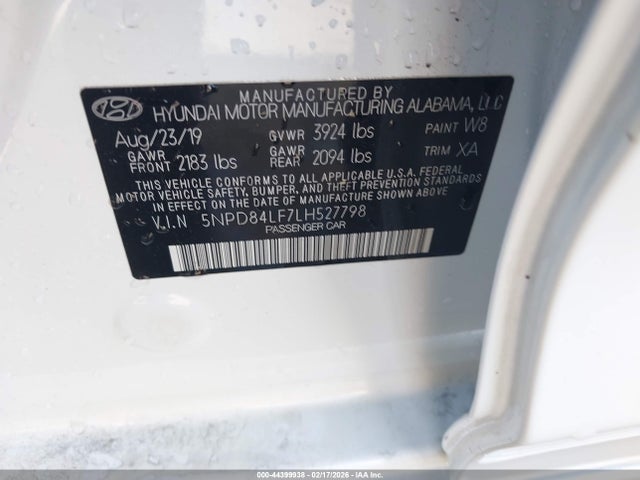 MANUFACTURED BY
HYUNDAI MOTOR MANUFACTURING ALABAMA, LLC
Aug/23/19 GVWR 3924 lbs PAINT W8
GAWR FRONT 2183 lbs GAWR REAR 2094 lbs TRIM XA
THIS VEHICLE CONFORMS TO ALL APPLICABLE U.S.A. FEDERAL
MOTOR VEHICLE SAFETY, BUMPER, AND THEFT PREVENTION STANDARDS
IN EFFECT ON THE DATE OF MANUFACTURE SHOWN ABOVE.
V.I.N 5NPD84LF7LH527798
PASSENGER CAR
000-44399938 - 02/17/2026 - IAA Inc.